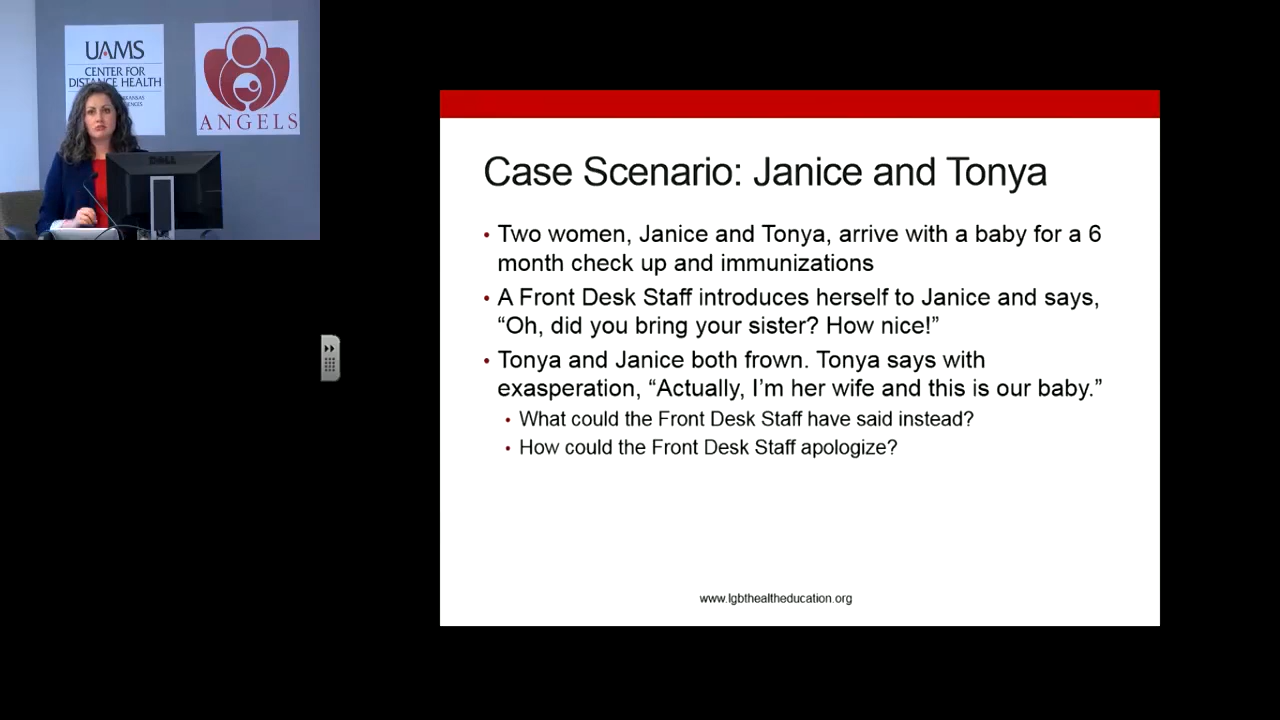 UAMS
CENTER FOR
DISTANCE HEALTH
ANGELS
DELL
Case Scenario: Janice and Tonya
• Two women, Janice and Tonya, arrive with a baby for a 6
month check up and immunizations
• A Front Desk Staff introduces herself to Janice and says,
“Oh, did you bring your sister? How nice!”
• Tonya and Janice both frown. Tonya says with
exasperation, “Actually, I’m her wife and this is our baby.”
• What could the Front Desk Staff have said instead?
• How could the Front Desk Staff apologize?
www.lgbthealtheducation.org